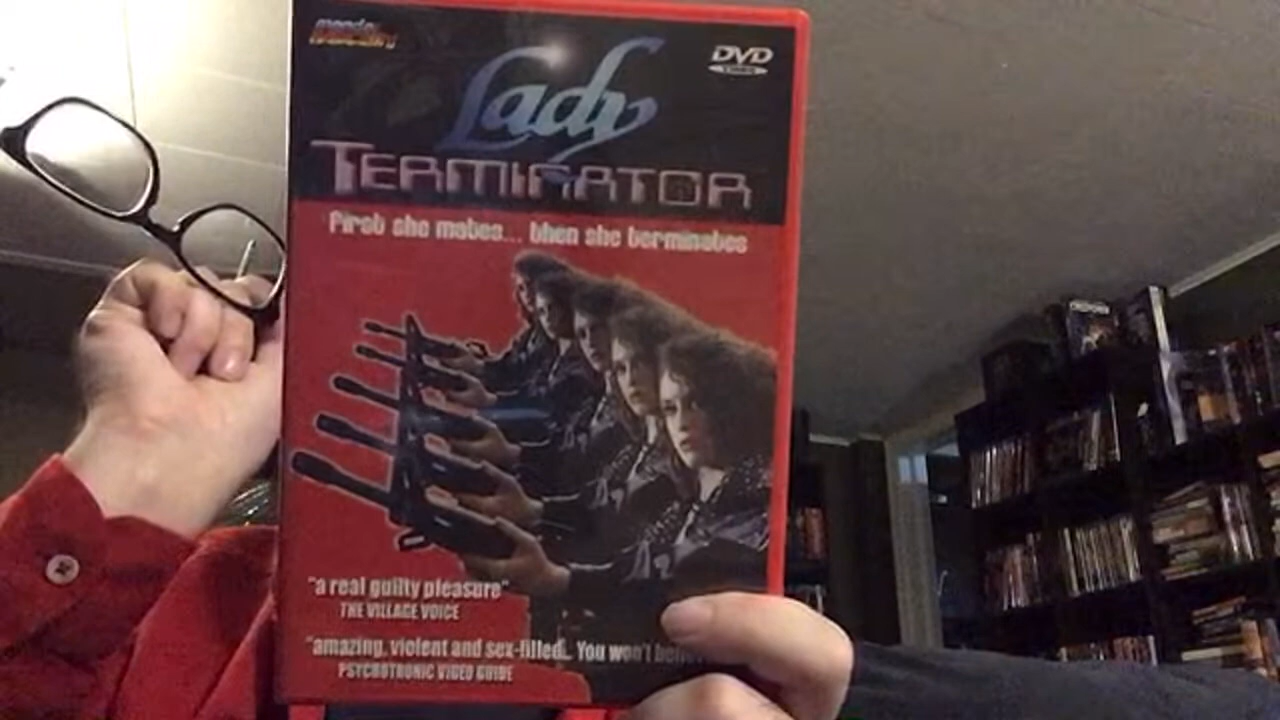 mondo
DVD
Lady
TERMINATOR
first she mates... then she terminates
"a real guilty pleasure"
THE VILLAGE VOICE
"amazing, violent and sex-filled... You won't
PSYCHOTRONIC VIDEO GUIDE